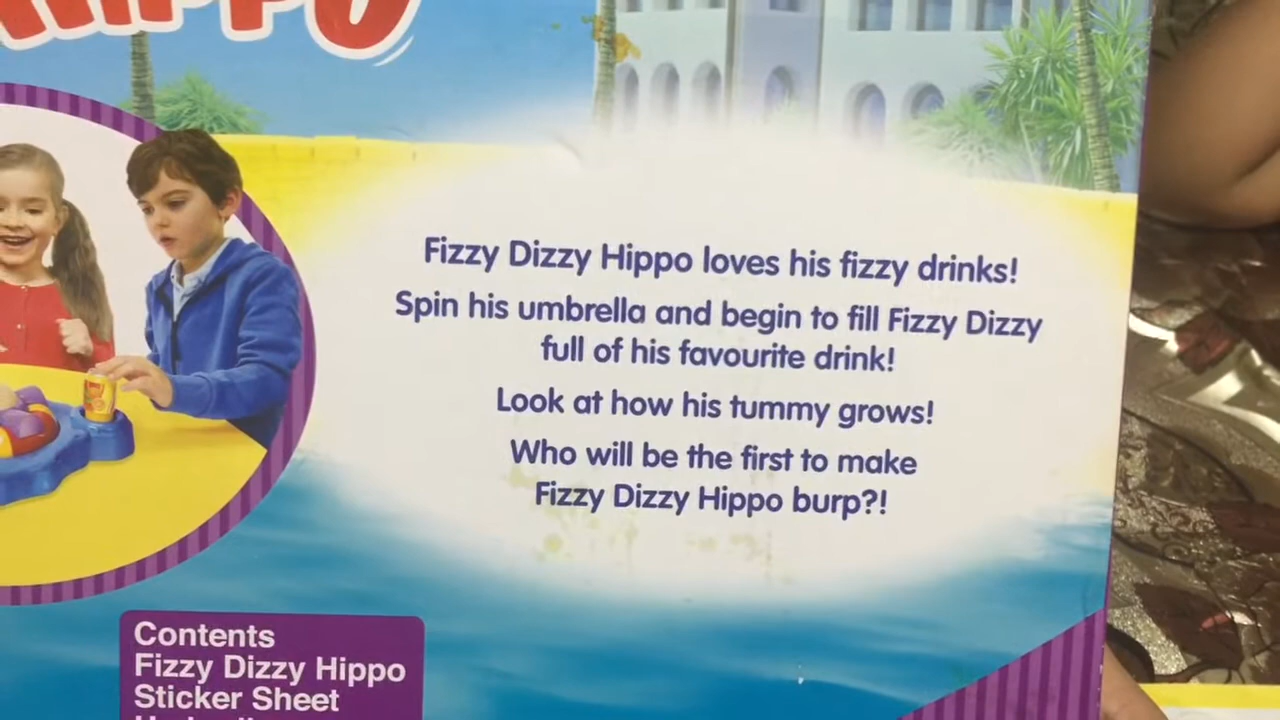 HIPPO
Fizzy Dizzy Hippo loves his fizzy drinks!
Spin his umbrella and begin to fill Fizzy Dizzy
full of his favourite drink!
Look at how his tummy grows!
Who will be the first to make
Fizzy Dizzy Hippo burp?!
Contents
Fizzy Dizzy Hippo
Sticker Sheet